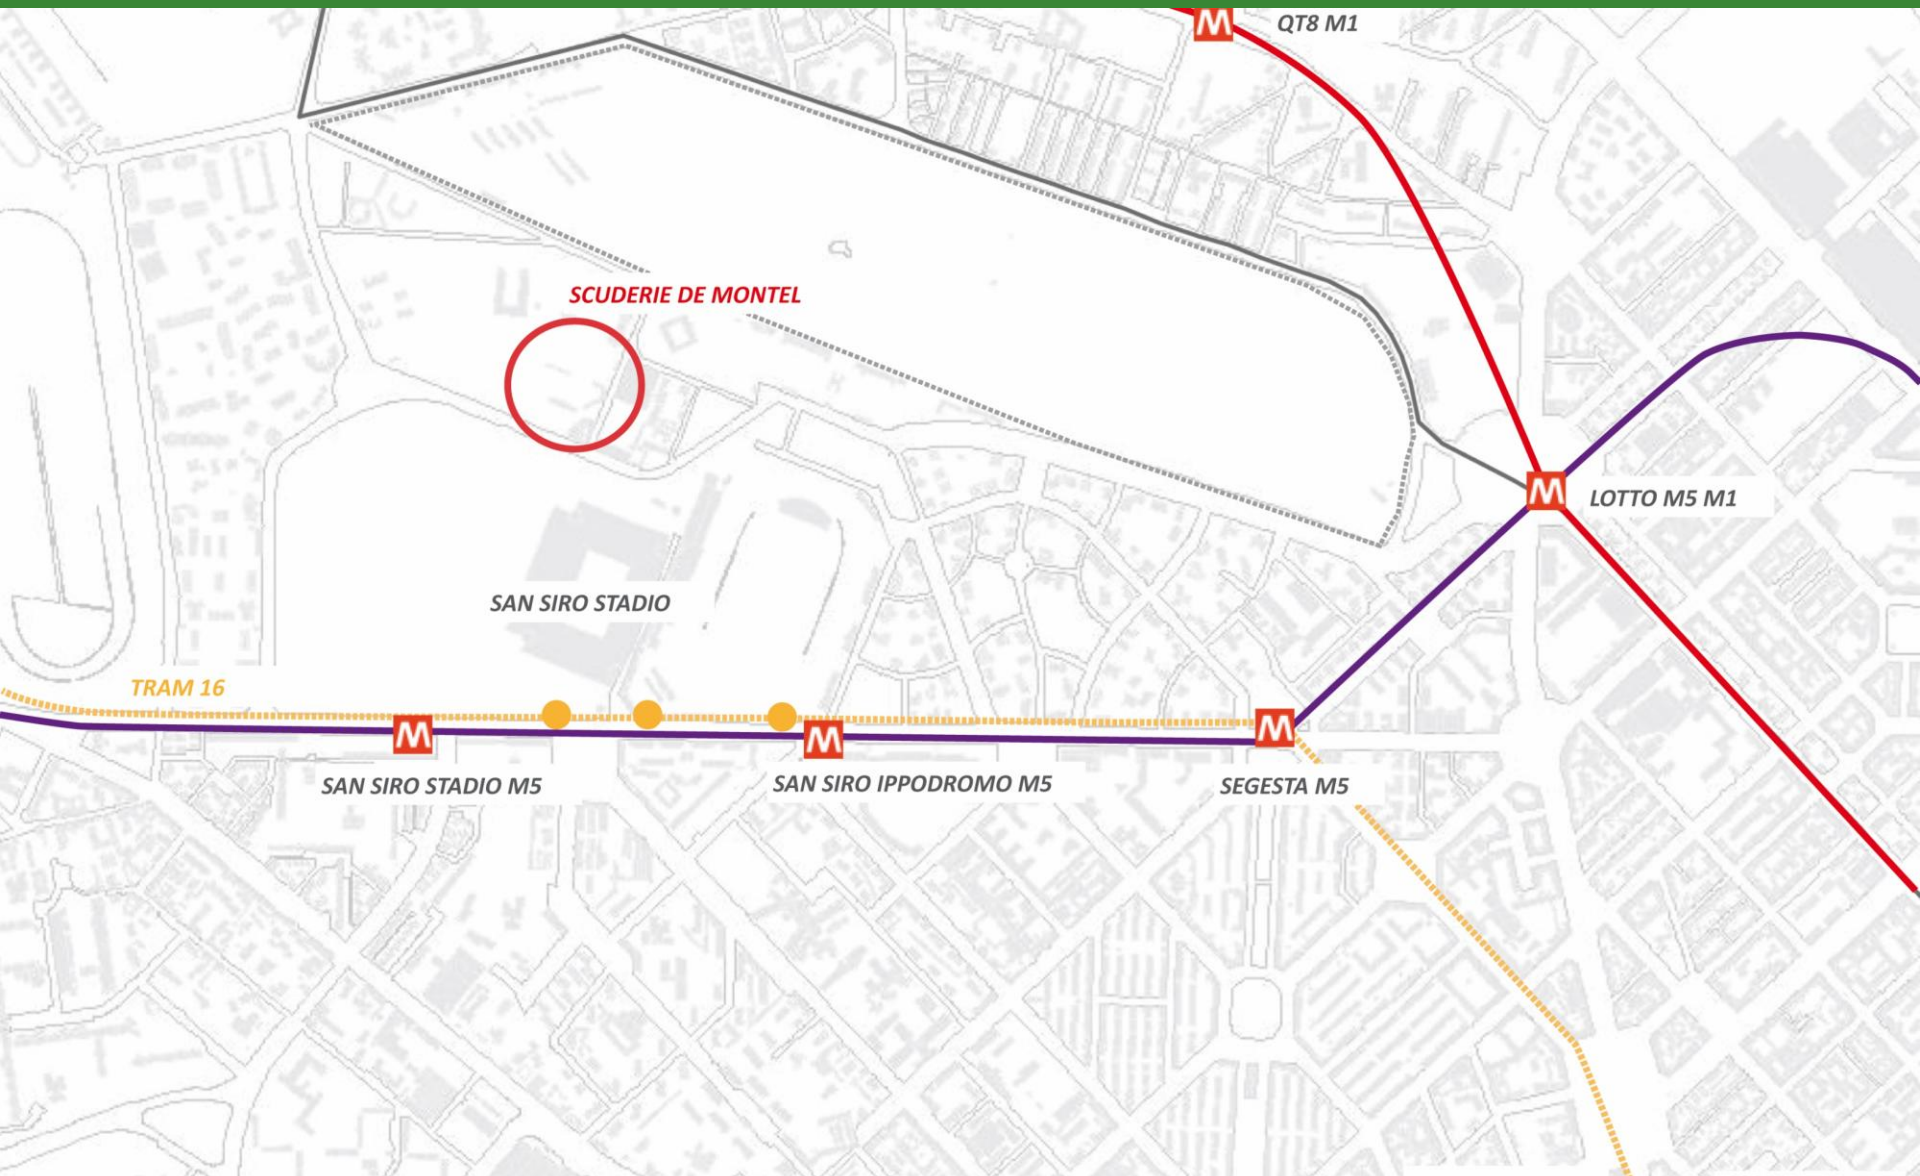 M QT8 M1
SCUDERIE DE MONTEL
M LOTTO M5 M1
SAN SIRO STADIO
TRAM 16
M
M
M
SAN SIRO STADIO M5
SAN SIRO IPPODROMO M5
SEGESTA M5